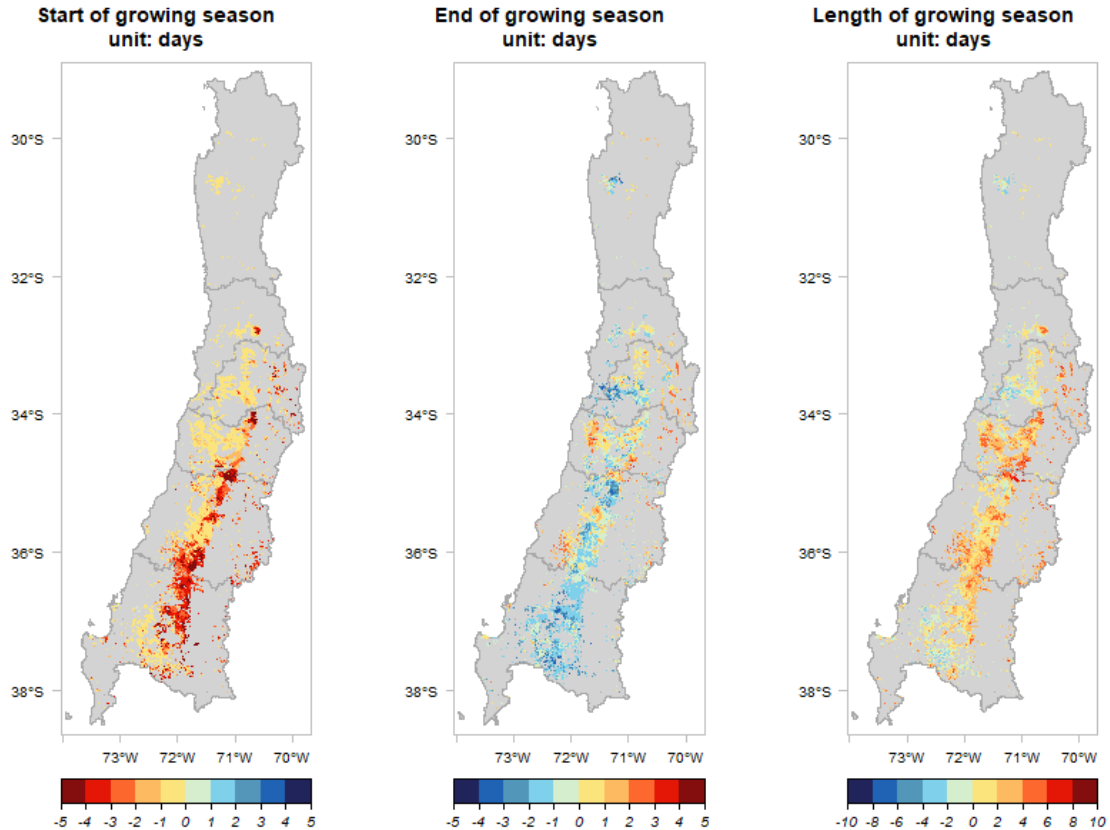 Start of growing season
unit: days
End of growing season
unit: days
Length of growing season
unit: days
30°S
32°S
34°S
36°S
38°S
73°W 72°W 71°W 70°W
-5 -4 -3 -2 -1 0 1 2 3 4 5
30°S
32°S
34°S
36°S
38°S
73°W 72°W 71°W 70°W
-5 -4 -3 -2 -1 0 1 2 3 4 5
30°S
32°S
34°S
36°S
38°S
73°W 72°W 71°W 70°W
-10 -8 -6 -4 -2 0 2 4 6 8 10